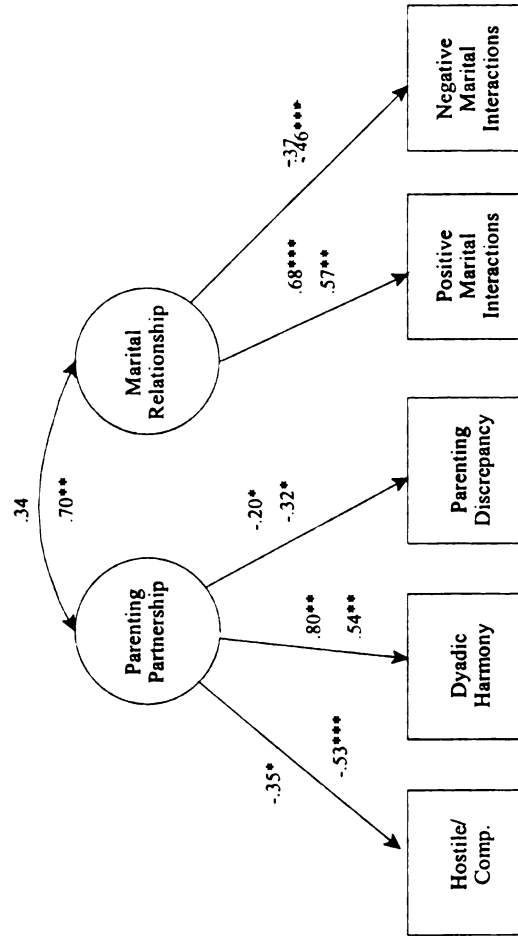 .34
.70**
Parenting
Partnership
Marital
Relationship
-.35*
-.53***
.80**
.54**
-.20*
-.32*
.68***
.57**
-.37
-.46***
Hostile/
Comp.
Dyadic
Harmony
Parenting
Discrepancy
Positive
Marital
Interactions
Negative
Marital
Interactions